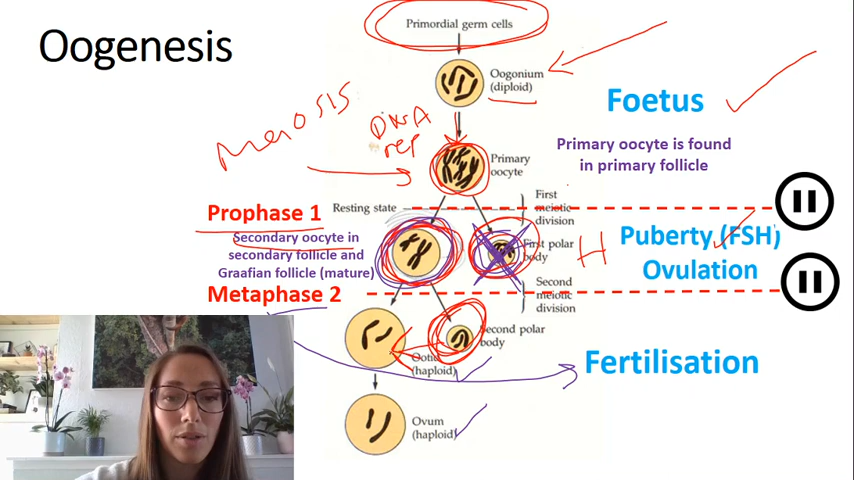 Oogenesis
Primordial germ cells
Oogonium
(diploid)
Foetus
Meiosis
DNA
rep
Primary
oocyte
Primary oocyte is found
in primary follicle
Resting state
First
meiotic
division
Prophase 1
Secondary oocyte in
secondary follicle and
Graafian follicle (mature)
First polar
body
H
Puberty (FSH)
Ovulation
Metaphase 2
Second
meiotic
division
Second polar
body
(haploid)
Fertilisation
Ovum
(haploid)